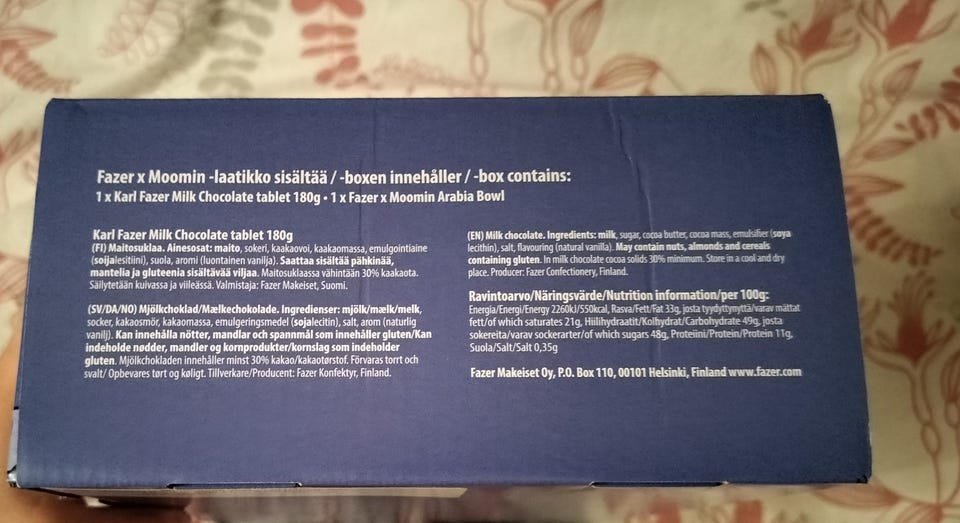 Fazer x Moomin -laatikko sisältää / -boxen innehåller / -box contains:
1 x Karl Fazer Milk Chocolate tablet 180g • 1 x Fazer x Moomin Arabia Bowl
Karl Fazer Milk Chocolate tablet 180g
(FI) Maitosuklaa. Ainesosat: maito, sokeri, kaakaovoi, kaakaomassa, emulgointiaine
(soijalesitiini), suola, aromi (luontainen vanilja). Saattaa sisältää pähkinää,
mantelia ja gluteenia sisältävää viljaa. Maitosuklaassa vähintään 30% kaakaota.
Säilytetään kuivassa ja viileässä. Valmistaja: Fazer Makeiset, Suomi.
(SV/DA/NO) Mjölkchoklad/Mælkechokolade. Ingredienser: mjölk/mælk/melk,
socker, kakaosmör, kakaomassa, emulgeringsmedel (sojalecitin), salt, arom (naturlig
vanilj). Kan innehålla nötter, mandlar och spannmål som innehåller gluten/Kan
indeholde nødder, mandler og kornprodukter/kornslag som indeholder
gluten. Mjölkchokladen innehåller minst 30% kakao/kakaotørstof. Förvaras torrt och
svalt/ Opbevares tørt og køligt. Tillverkare/Producent: Fazer Konfektyr, Finland.
(EN) Milk chocolate. Ingredients: milk, sugar, cocoa butter, cocoa mass, emulsifier (soya
lecithin), salt, flavouring (natural vanilla). May contain nuts, almonds and cereals
containing gluten. In milk chocolate cocoa solids 30% minimum. Store in a cool and dry
place. Producer: Fazer Confectionery, Finland.
Ravintoarvo/Näringsvärde/Nutrition information/per 100g:
Energia/Energi/Energy 2260kJ/550kcal, Rasva/Fett/Fat 33g, josta tyydyttynyttä/varav mättat
fett/of which saturates 21g, Hiilihydraatit/Kolhydrat/Carbohydrate 49g, josta
sokereita/varav sockerarter/of which sugars 48g, Proteiini/Protein/Protein 11g,
Suola/Salt/Salt 0,35g
Fazer Makeiset Oy, P.O. Box 110, 00101 Helsinki, Finland www.fazer.com